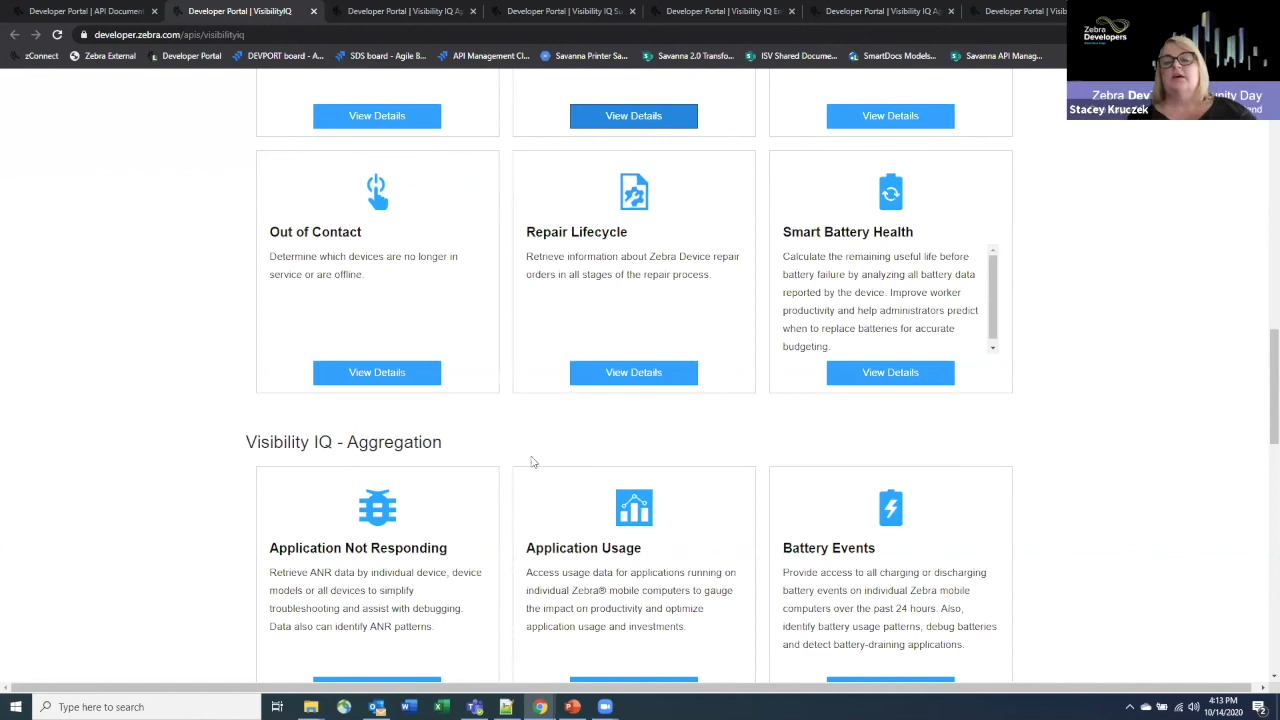 Developer Portal | API Document
Developer Portal | VisibilityIQ
Developer Portal | Visibility IQ A
Developer Portal | Visibility IQ Su
Developer Portal | Visibility IQ E
Developer Portal | Visibility IQ A
Developer Portal | Visib
developer.zebra.com/apis/visibilityiq
zConnect
Zebra External
Developer Portal
DEVPORT board - A...
SDS board - Agile B...
API Management Cl...
Savanna Printer Sa...
Savanna 2.0 Transfo...
ISV Shared Docume...
SmartDocs Models...
Savanna API Manag...
Zebra
Developers
Zebra Dev
unity Day
Stacey Kruczek
View Details
View Details
View Details
Out of Contact
Determine which devices are no longer in
service or are offline.
View Details
Repair Lifecycle
Retrieve information about Zebra Device repair
orders in all stages of the repair process.
View Details
Smart Battery Health
Calculate the remaining useful life before
battery failure by analyzing all battery data
reported by the device. Improve worker
productivity and help administrators predict
when to replace batteries for accurate
budgeting.
View Details
Visibility IQ - Aggregation
Application Not Responding
Retrieve ANR data by individual device, device
models or all devices to simplify
troubleshooting and assist with debugging.
Data also can identify ANR patterns.
Application Usage
Access usage data for applications running on
individual Zebra® mobile computers to gauge
the impact on productivity and optimize
application usage and investments.
Battery Events
Provide access to all charging or discharging
battery events on individual Zebra mobile
computers over the past 24 hours. Also,
identify battery usage patterns, debug batteries
and detect battery-draining applications.
Type here to search
4:13 PM
10/14/2020